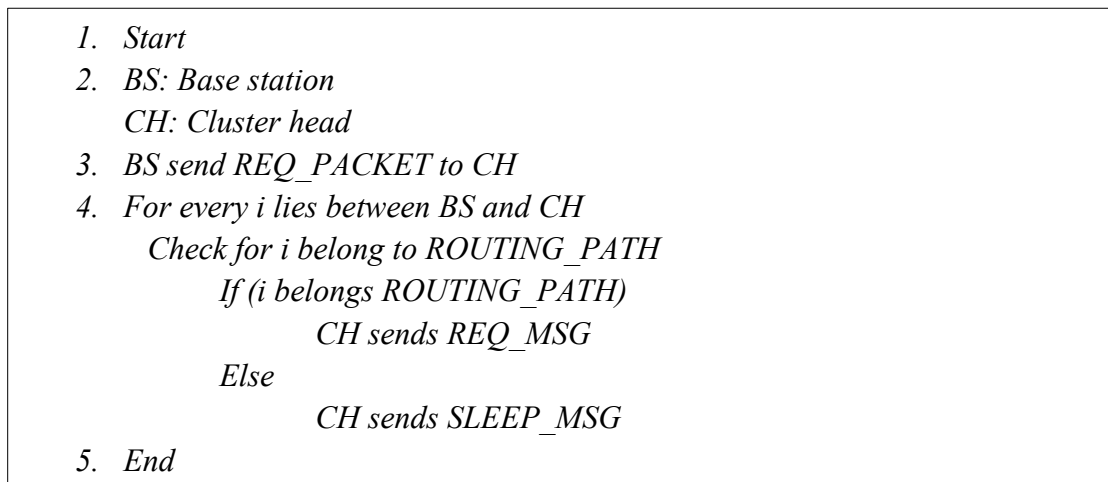 1. Start
2. BS: Base station
CH: Cluster head
3. BS send REQ_PACKET to CH
4. For every i lies between BS and CH
Check for i belong to ROUTING_PATH
If (i belongs ROUTING_PATH)
CH sends REQ_MSG
Else
CH sends SLEEP_MSG
5. End